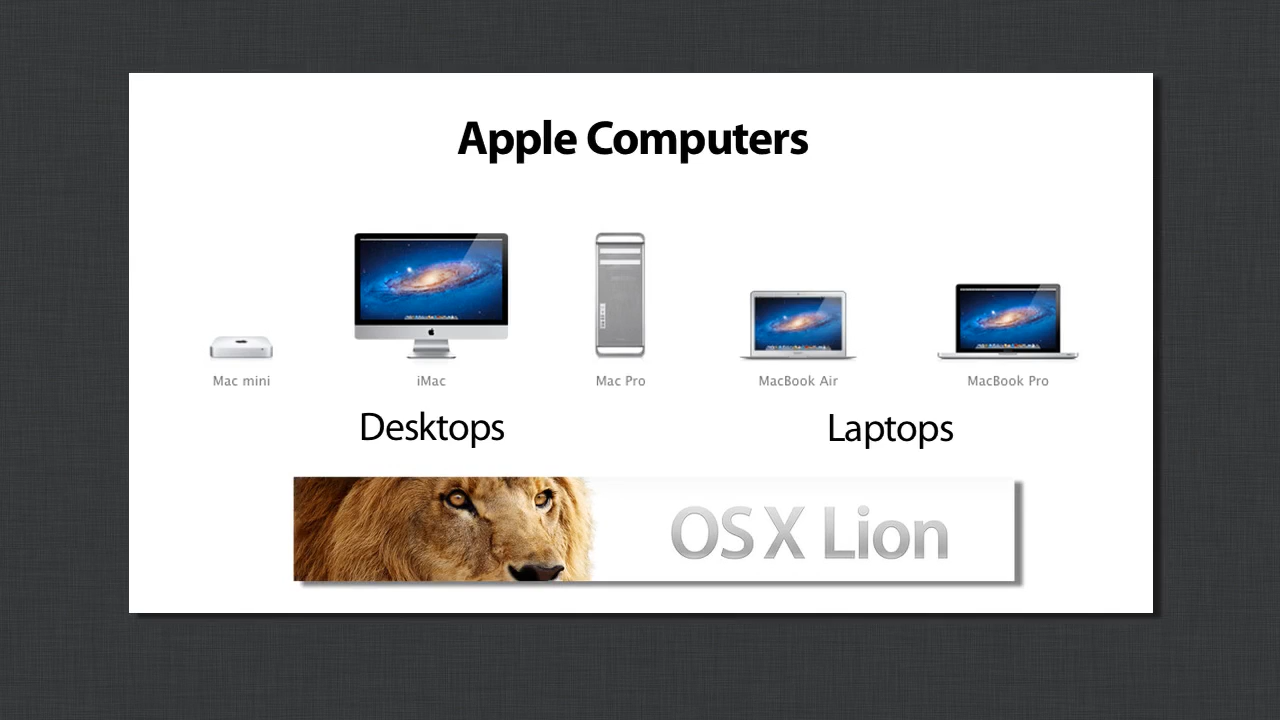 Apple Computers
Mac mini
iMac
Mac Pro
MacBook Air
MacBook Pro
Desktops
Laptops
OS X Lion